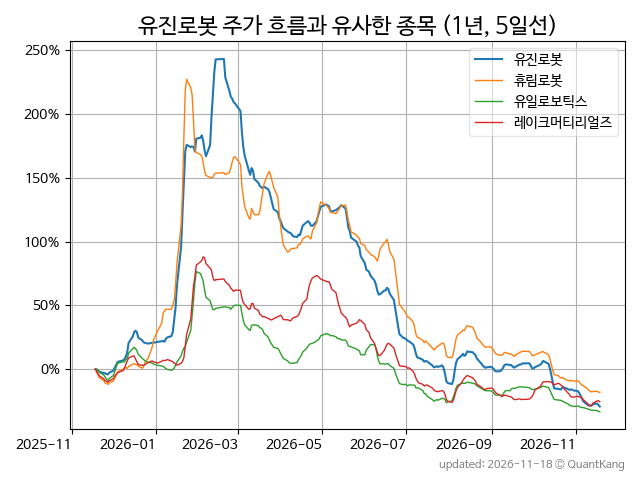 유진로봇 주가 흐름과 유사한 종목 (1년, 5일선)
250%
200%
150%
100%
50%
0%
유진로봇
휴림로봇
유일로보틱스
레이크머티리얼즈
2025-11
2026-01
2026-03
2026-05
2026-07
2026-09
2026-11
updated: 2026-11-18 © QuantKang